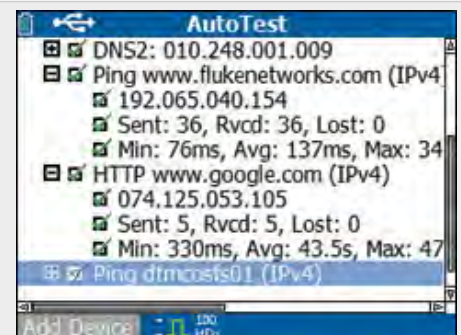 AutoTest
DNS2: 010.248.001.009
Ping www.flukenetworks.com (IPv4
192.065.040.154
Sent: 36, Rvcd: 36, Lost: 0
Min: 76ms, Avg: 137ms, Max: 34
HTTP www.google.com (IPv4)
074.125.053.105
Sent: 5, Rvcd: 5, Lost: 0
Min: 330ms, Avg: 43.5s, Max: 47
Ping dtmcosfs01 (IPv4)
Add Device 100